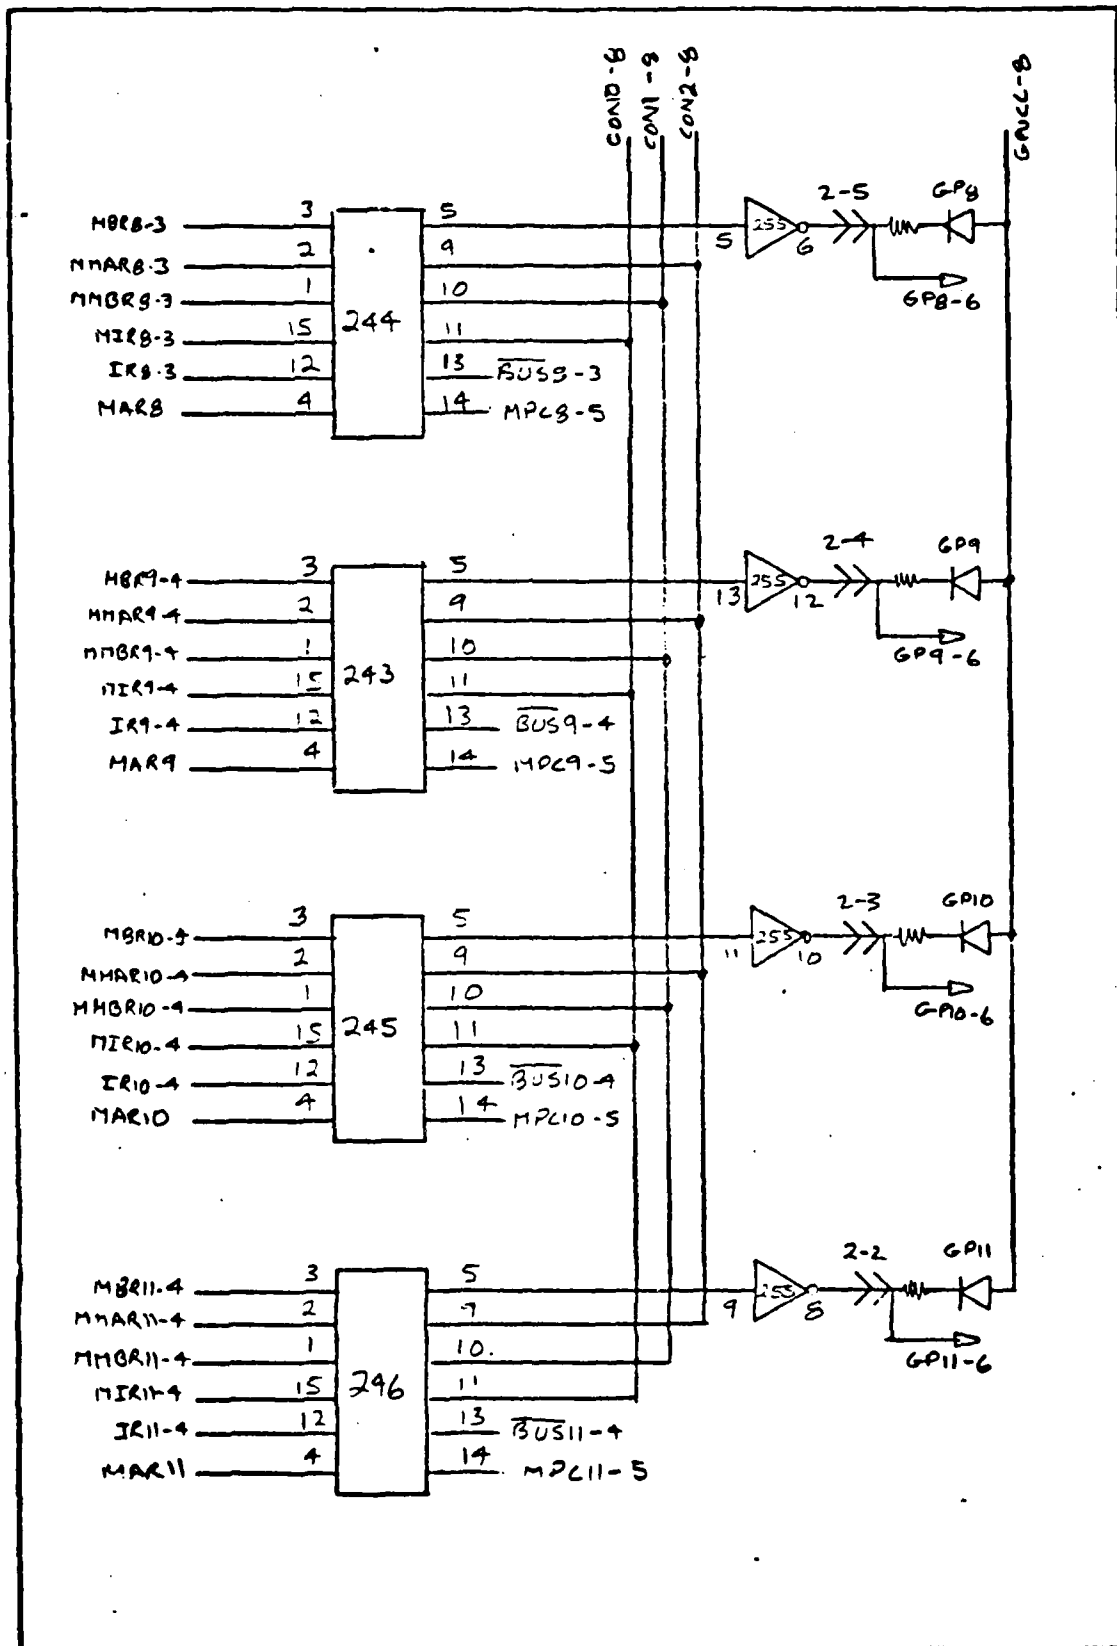 CON0-8
CON1-8
CON2-8
GPVCC-8
MBR8-3 3 5
MMAR8-3 2 9
MMBR8-3 1 10
MIR8-3 15 11
IR8-3 12 13
MAR8 4 14 MPC8-5
244
5 255 6 2-5 GP8
GP8-6
MBR9-4 3 5
MMAR9-4 2 9
MMBR9-4 1 10
MIR9-4 15 11
IR9-4 12 13 BUS9-4
MAR9 4 14 MPC9-5
243
13 255 12 2-4 GP9
GP9-6
MBR10-4 3 5
MMAR10-4 2 9
MMBR10-4 1 10
MIR10-4 15 11
IR10-4 12 13 BUS10-4
MAR10 4 14 MPC10-5
245
11 255 10 2-3 GP10
GP10-6
MBR11-4 3 5
MMAR11-4 2 9
MMBR11-4 1 10
MIR11-4 15 11
IR11-4 12 13 BUS11-4
MAR11 4 14 MPC11-5
246
9 255 8 2-2 GP11
GP11-6